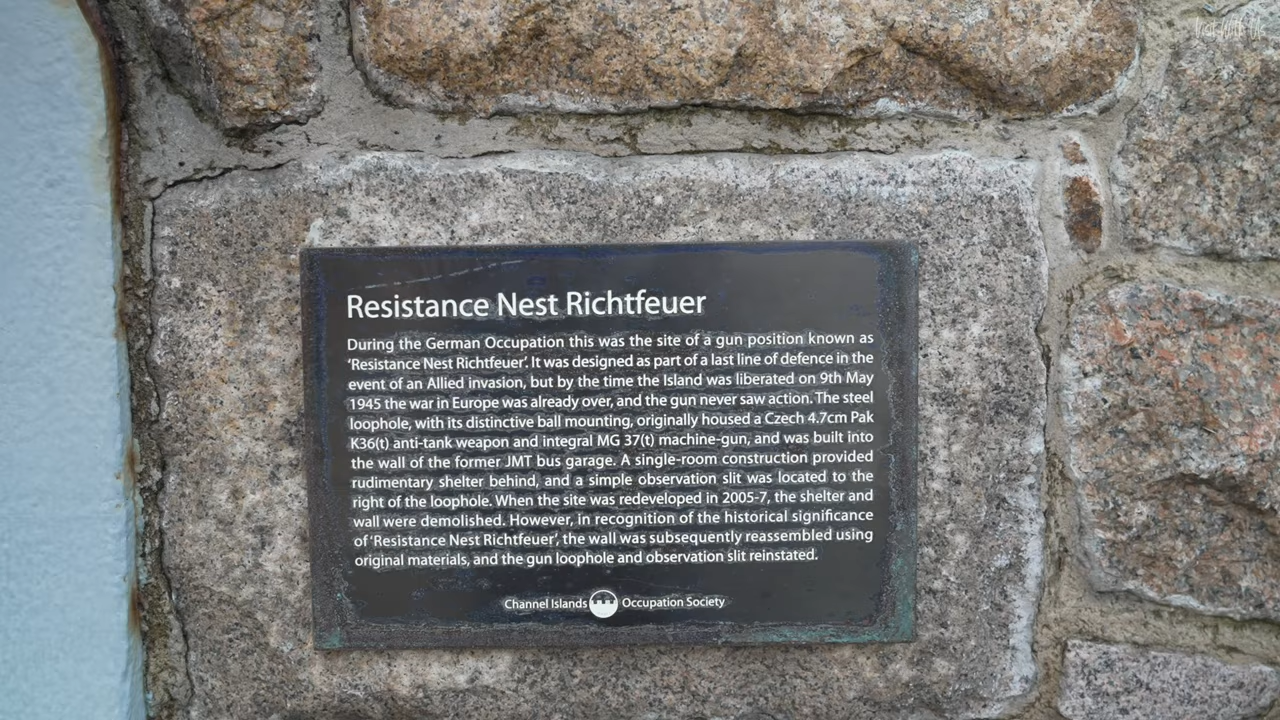 Visit With Us
Resistance Nest Richtfeuer
During the German Occupation this was the site of a gun position known as
‘Resistance Nest Richtfeuer’. It was designed as part of a last line of defence in the
event of an Allied invasion, but by the time the Island was liberated on 9th May
1945 the war in Europe was already over, and the gun never saw action. The steel
loophole, with its distinctive ball mounting, originally housed a Czech 4.7cm Pak
K36(t) anti-tank weapon and integral MG 37(t) machine-gun, and was built into
the wall of the former JMT bus garage. A single-room construction provided
rudimentary shelter behind, and a simple observation slit was located to the
right of the loophole. When the site was redeveloped in 2005-7, the shelter and
wall were demolished. However, in recognition of the historical significance
of ‘Resistance Nest Richtfeuer’, the wall was subsequently reassembled using
original materials, and the gun loophole and observation slit reinstated.
Channel Islands Occupation Society